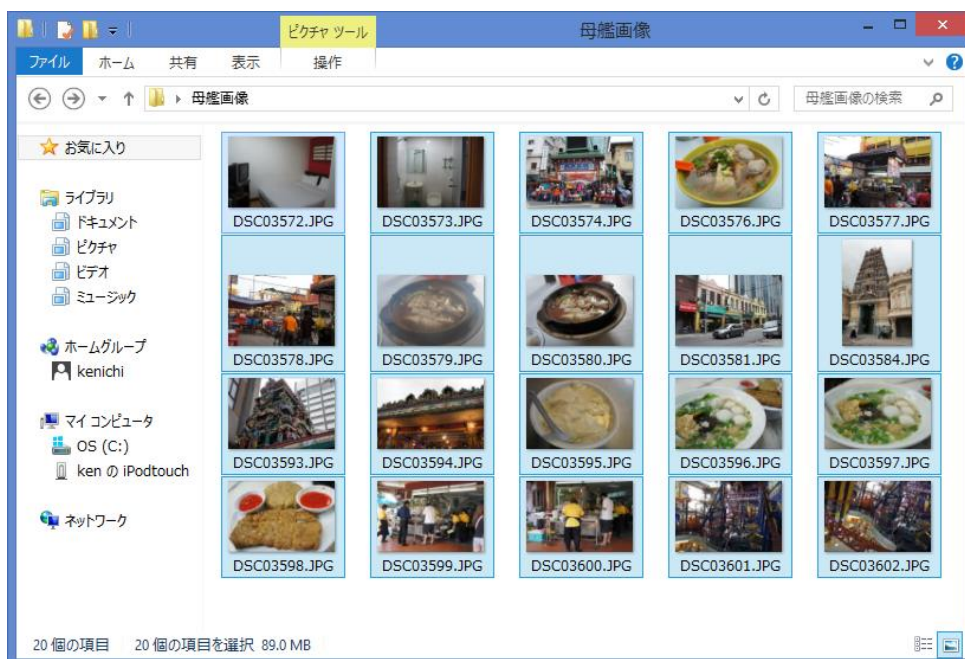 ピクチャ ツール
母艦画像
ファイル
ホーム
共有
表示
操作
母艦画像
母艦画像の検索
お気に入り
ライブラリ
ドキュメント
ピクチャ
ビデオ
ミュージック
ホームグループ
kenichi
マイ コンピュータ
OS (C:)
ken の iPodtouch
ネットワーク
DSC03572.JPG
DSC03573.JPG
DSC03574.JPG
DSC03576.JPG
DSC03577.JPG
DSC03578.JPG
DSC03579.JPG
DSC03580.JPG
DSC03581.JPG
DSC03584.JPG
DSC03593.JPG
DSC03594.JPG
DSC03595.JPG
DSC03596.JPG
DSC03597.JPG
DSC03598.JPG
DSC03599.JPG
DSC03600.JPG
DSC03601.JPG
DSC03602.JPG
20 個の項目
20 個の項目を選択 89.0 MB